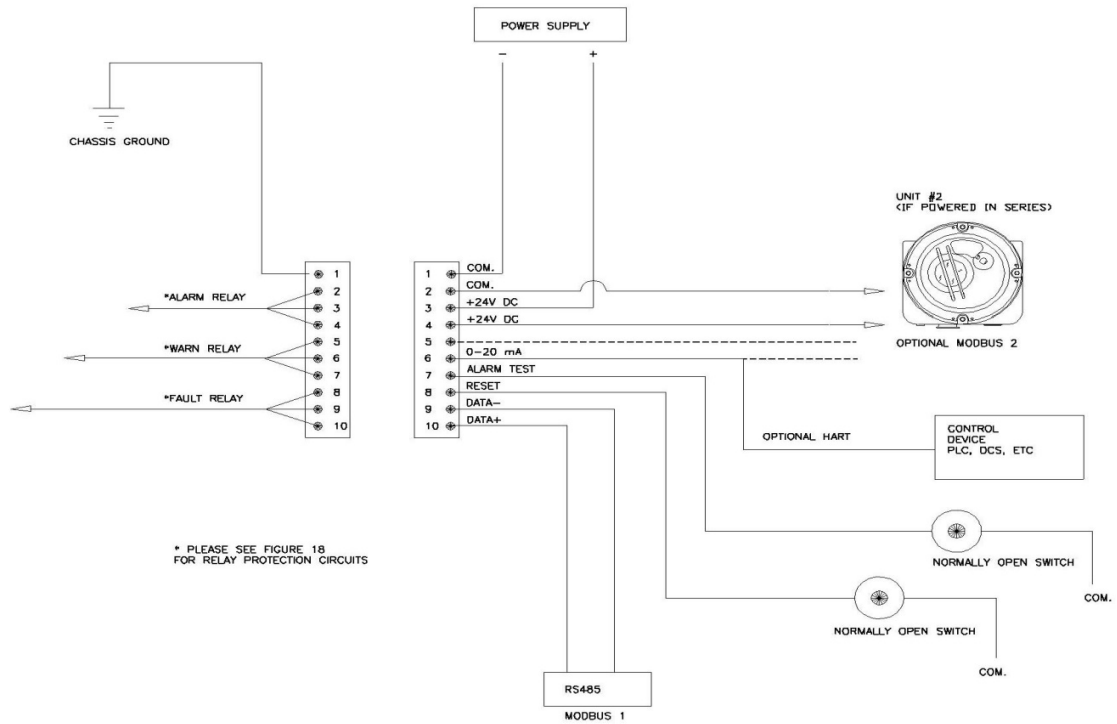 POWER SUPPLY
- +
CHASSIS GROUND
UNIT #2
(IF POWERED IN SERIES)
OPTIONAL MODBUS 2
1
2
3
4
5
6
7
8
9
10
*ALARM RELAY
*WARN RELAY
*FAULT RELAY
1 COM.
2 COM.
3 +24V DC
4 +24V DC
5
6 0-20 mA
7 ALARM TEST
8 RESET
9 DATA-
10 DATA+
OPTIONAL HART
CONTROL
DEVICE
PLC, DCS, ETC
* PLEASE SEE FIGURE 18
FOR RELAY PROTECTION CIRCUITS
NORMALLY OPEN SWITCH
COM.
NORMALLY OPEN SWITCH
COM.
RS485
MODBUS 1